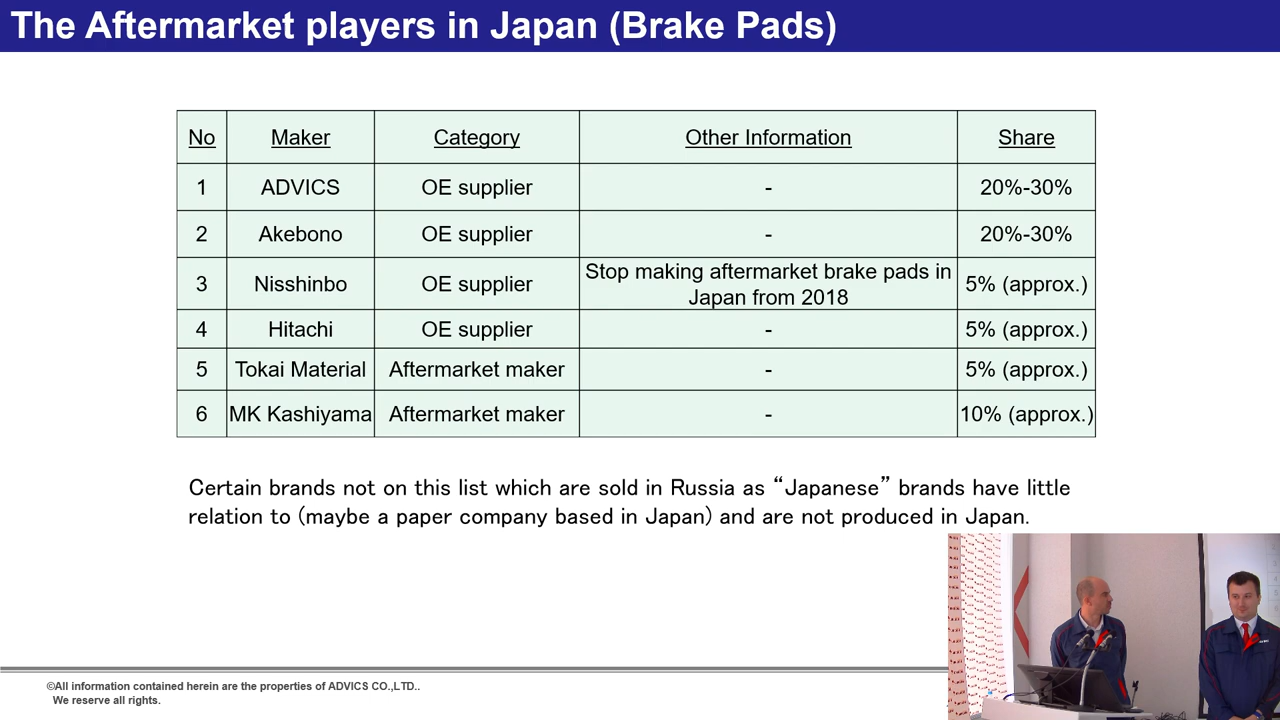 The Aftermarket players in Japan (Brake Pads)
No Maker Category Other Information Share
1 ADVICS OE supplier - 20%-30%
2 Akebono OE supplier - 20%-30%
3 Nisshinbo OE supplier Stop making aftermarket brake pads in Japan from 2018 5% (approx.)
4 Hitachi OE supplier - 5% (approx.)
5 Tokai Material Aftermarket maker - 5% (approx.)
6 MK Kashiyama Aftermarket maker - 10% (approx.)
Certain brands not on this list which are sold in Russia as “Japanese” brands have little
relation to (maybe a paper company based in Japan) and are not produced in Japan.
©All information contained herein are the properties of ADVICS CO.,LTD..
We reserve all rights.